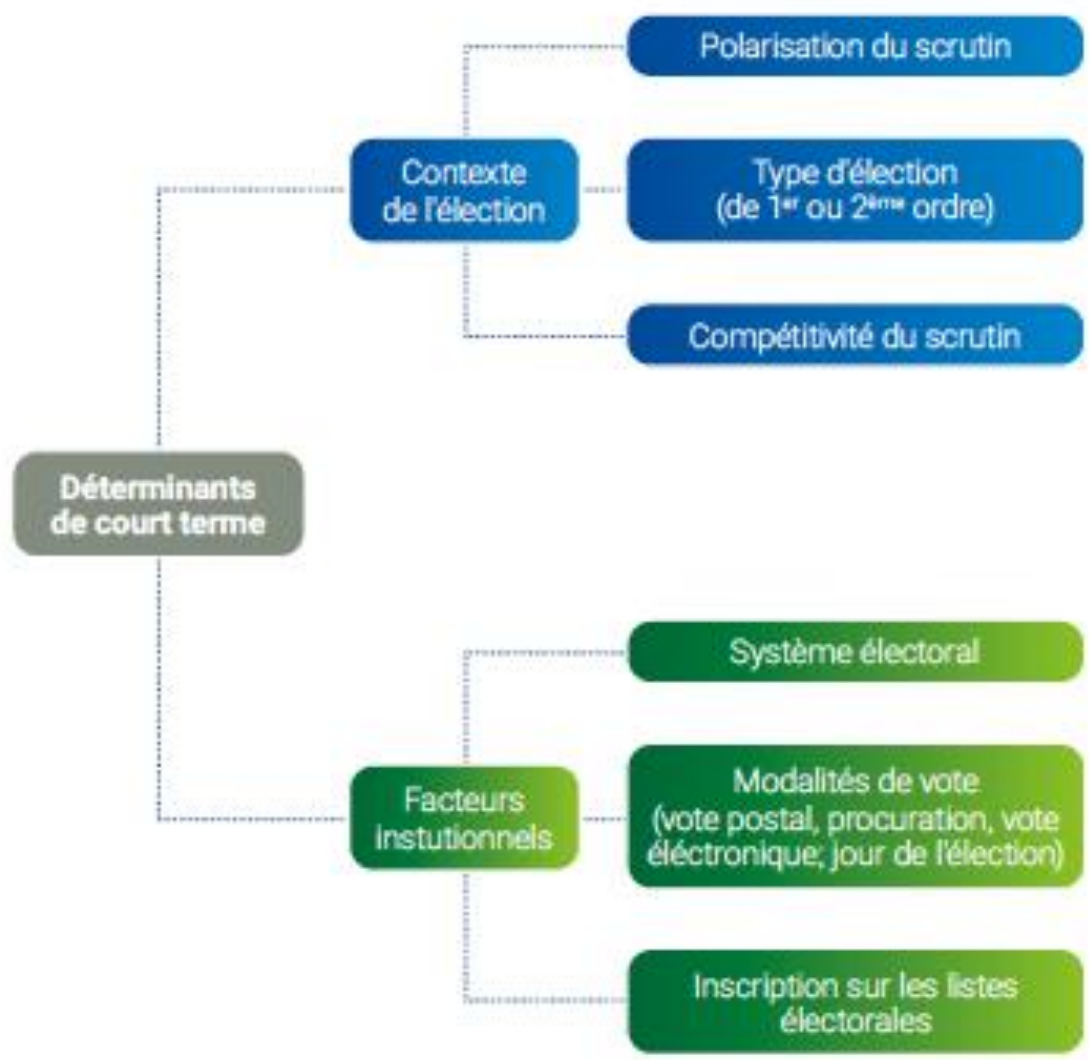 Polarisation du scrutin
Contexte
de l'élection
Type d'élection
(de 1er ou 2ème ordre)
Compétitivité du scrutin
Déterminants
de court terme
Système électoral
Facteurs
instutionnels
Modalités de vote
(vote postal, procuration, vote
éléctronique; jour de l'élection)
Inscription sur les listes
électorales